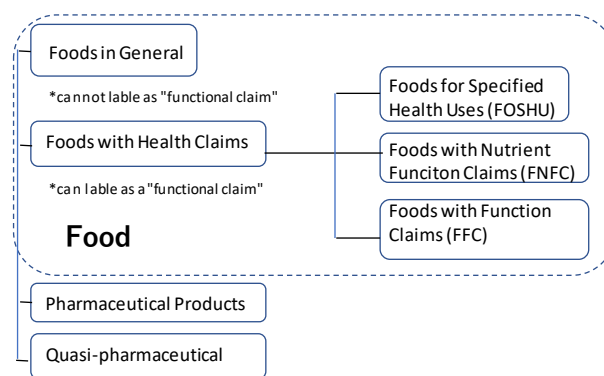 Foods in General
*cannot lable as "functional claim"
Foods with Health Claims
*can lable as a "functional claim"
Food
Foods for Specified
Health Uses (FOSHU)
Foods with Nutrient
Funciton Claims (FNFC)
Foods with Function
Claims (FFC)
Pharmaceutical Products
Quasi-pharmaceutical